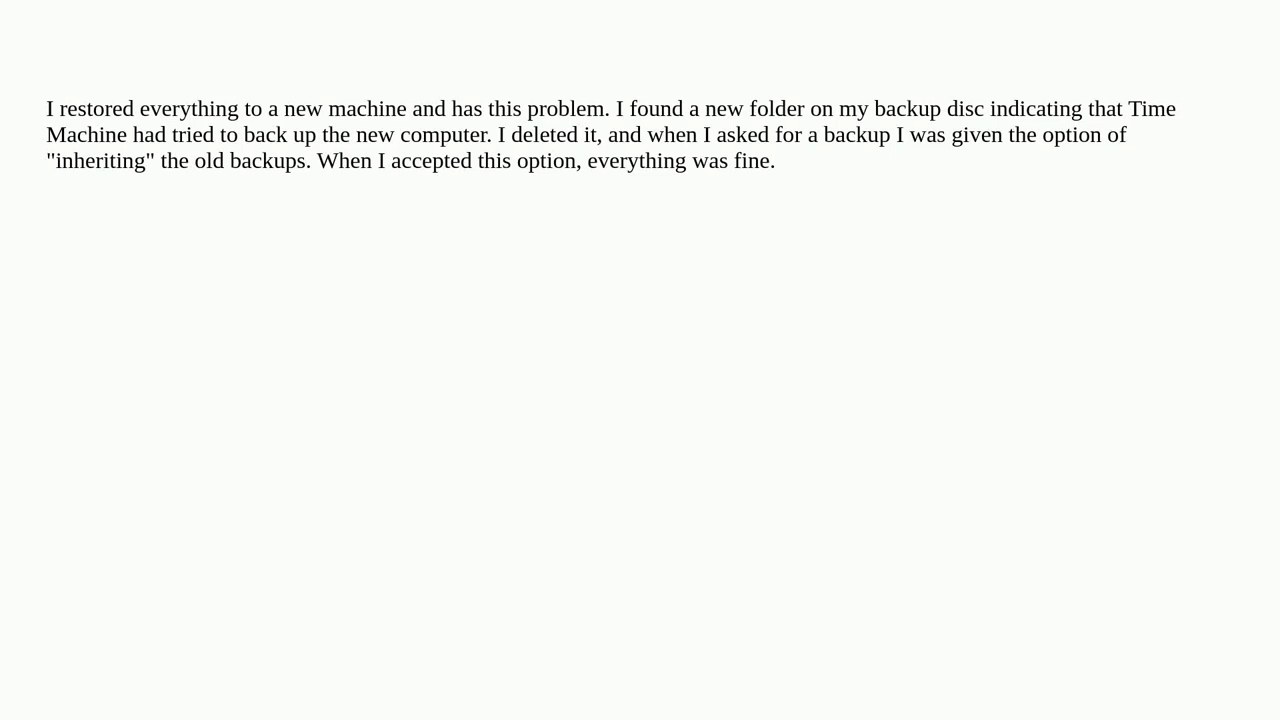 I restored everything to a new machine and has this problem. I found a new folder on my backup disc indicating that Time
Machine had tried to back up the new computer. I deleted it, and when I asked for a backup I was given the option of
"inheriting" the old backups. When I accepted this option, everything was fine.